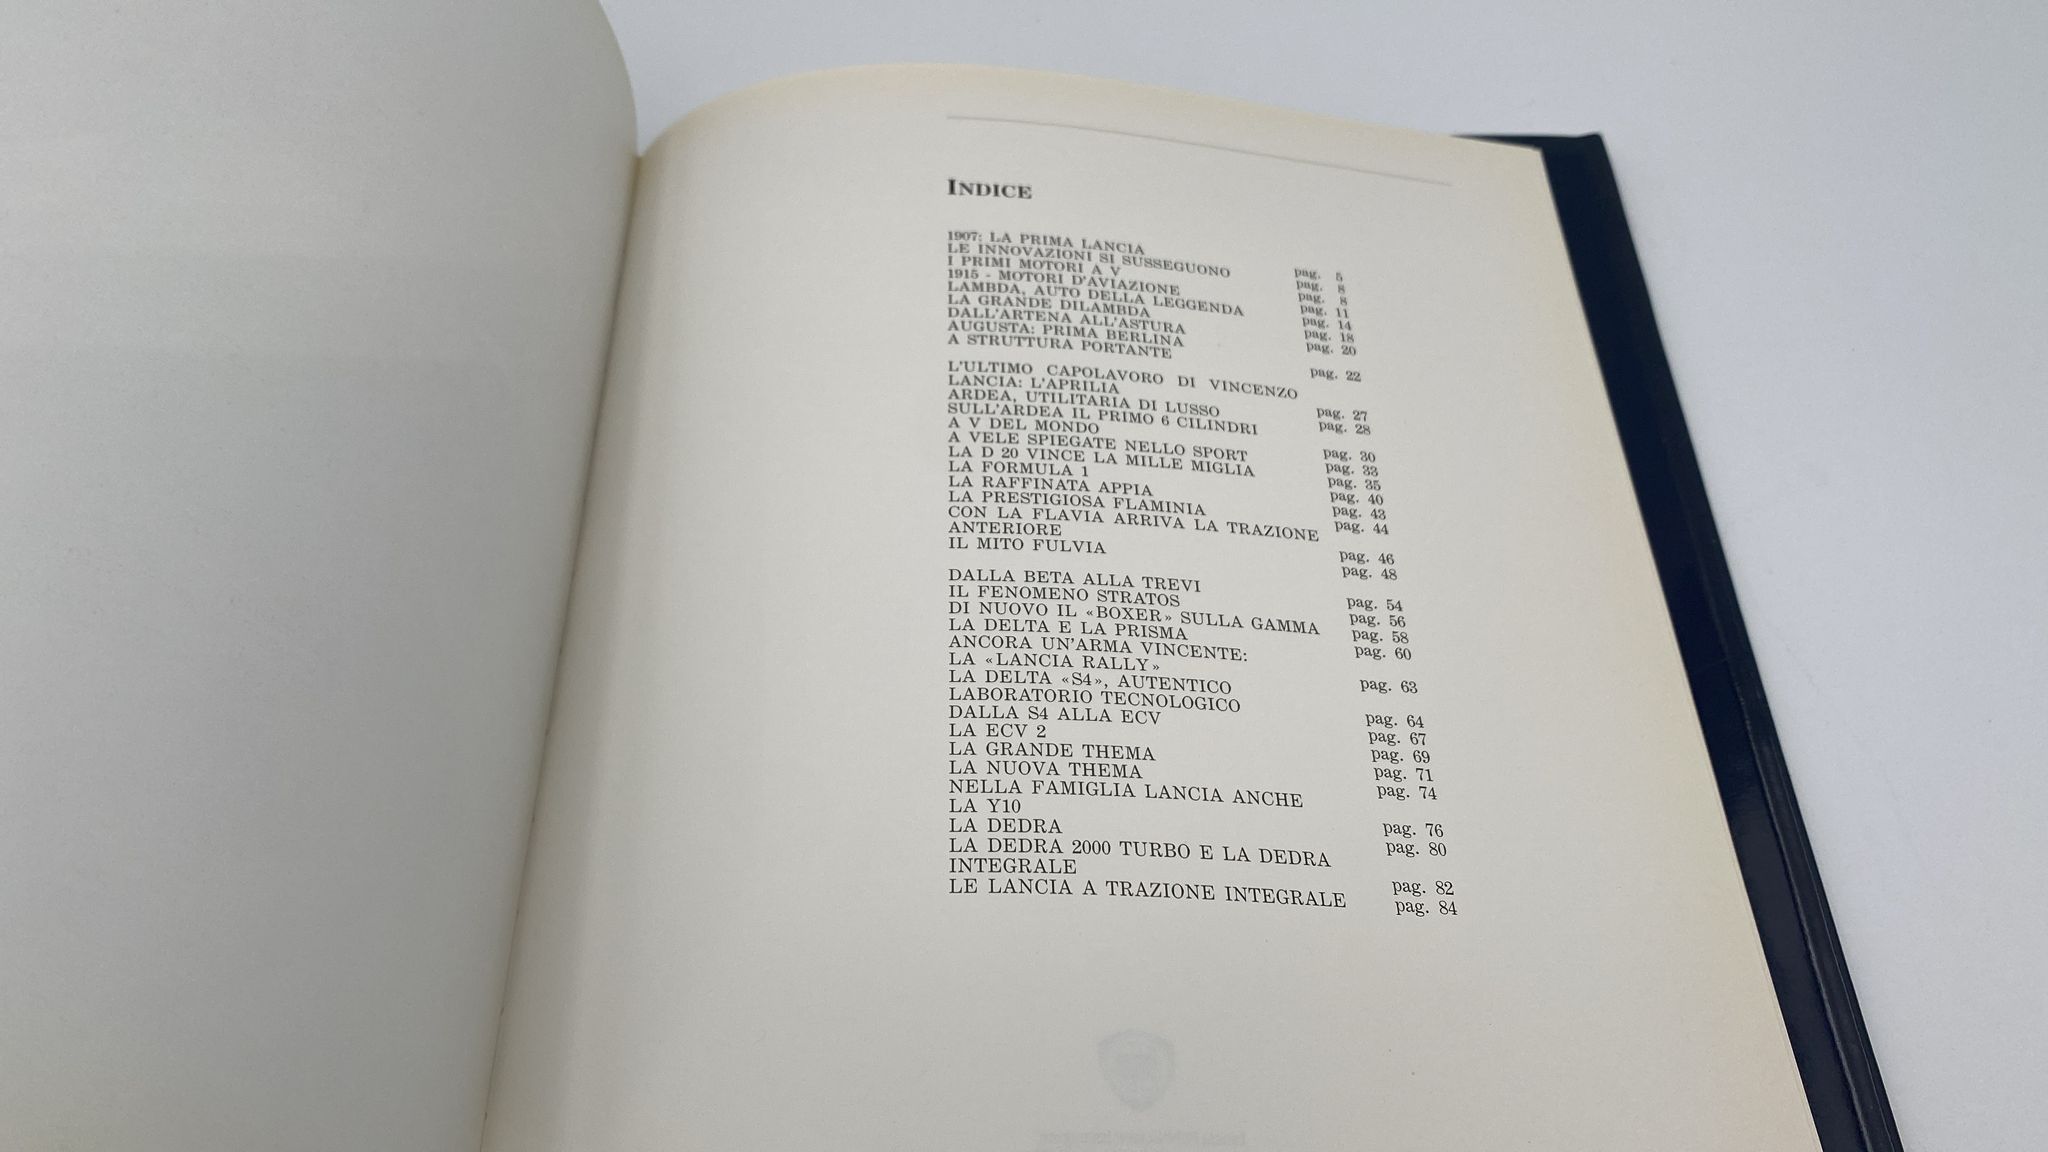 INDICE
1907: LA PRIMA LANCIA pag. 5
LE INNOVAZIONI SI SUSSEGUONO pag. 8
I PRIMI MOTORI A V pag. 8
1915 - MOTORI D'AVIAZIONE pag. 11
LAMBDA, AUTO DELLA LEGGENDA pag. 14
LA GRANDE DILAMBDA pag. 18
DALL'ARTENA ALL'ASTURA pag. 20
AUGUSTA: PRIMA BERLINA
A STRUTTURA PORTANTE pag. 22
L'ULTIMO CAPOLAVORO DI VINCENZO
LANCIA: L'APRILIA pag. 27
ARDEA, UTILITARIA DI LUSSO pag. 28
SULL'ARDEA IL PRIMO 6 CILINDRI
A V DEL MONDO pag. 30
A VELE SPIEGATE NELLO SPORT pag. 33
LA D 20 VINCE LA MILLE MIGLIA pag. 35
LA FORMULA 1 pag. 40
LA RAFFINATA APPIA pag. 43
LA PRESTIGIOSA FLAMINIA pag. 44
CON LA FLAVIA ARRIVA LA TRAZIONE
ANTERIORE pag. 46
IL MITO FULVIA pag. 48
DALLA BETA ALLA TREVI pag. 54
IL FENOMENO STRATOS pag. 56
DI NUOVO IL «BOXER» SULLA GAMMA pag. 58
LA DELTA E LA PRISMA pag. 60
ANCORA UN'ARMA VINCENTE:
LA «LANCIA RALLY» pag. 63
LA DELTA «S4», AUTENTICO
LABORATORIO TECNOLOGICO pag. 64
DALLA S4 ALLA ECV pag. 67
LA ECV 2 pag. 69
LA GRANDE THEMA pag. 71
LA NUOVA THEMA pag. 74
NELLA FAMIGLIA LANCIA ANCHE
LA Y10 pag. 76
LA DEDRA pag. 80
LA DEDRA 2000 TURBO E LA DEDRA
INTEGRALE pag. 82
LE LANCIA A TRAZIONE INTEGRALE pag. 84